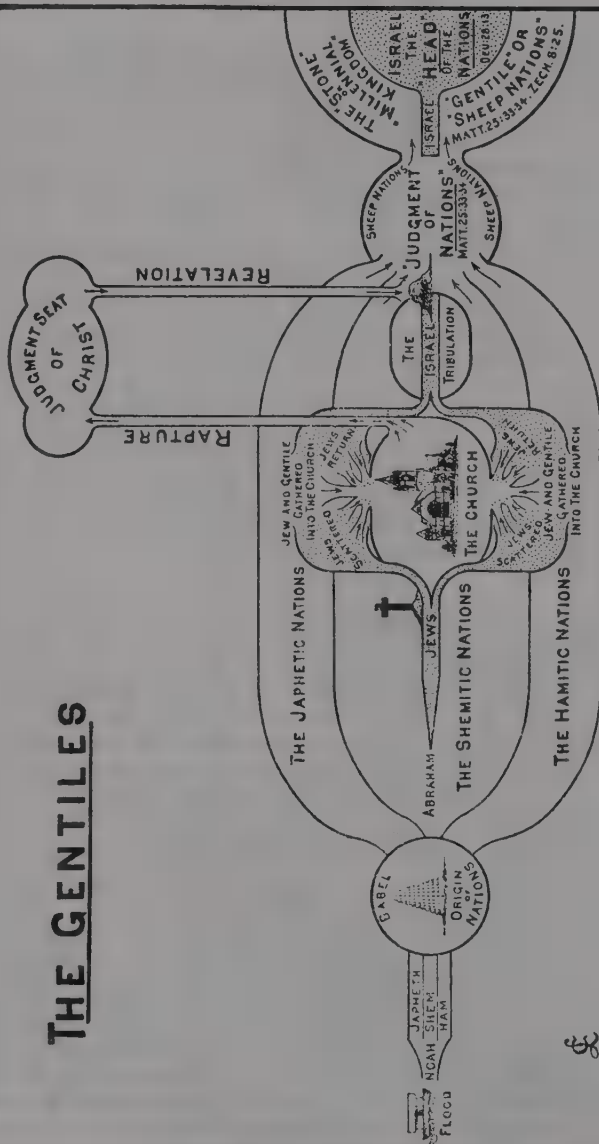 THE GENTILES
FLOOD
NOAH
JAPHETH
SHEM
HAM
BABEL
ORIGIN
OF
NATIONS
ABRAHAM
THE JAPHETIC NATIONS
THE SHEMITIC NATIONS
THE HAMITIC NATIONS
JEWS
JEW AND GENTILE
GATHERED
INTO THE CHURCH
JEWS
SCATTERED
JEWS
RETURN
THE CHURCH
JEWS
SCATTERED
JEWS
RETURN
JEW AND GENTILE
GATHERED
INTO THE CHURCH
RAPTURE
JUDGMENT SEAT
OF
CHRIST
REVELATION
THE
ISRAEL
TRIBULATION
SHEEP NATIONS
"JUDGMENT
OF
NATIONS"
MATT.25:33-34
SHEEP NATIONS
ISRAEL
THE "STONE"
OR
"MILLENNIAL"
KINGDOM
ISRAEL
THE
"HEAD"
OF THE
NATIONS
DEU.28:13
"GENTILE" OR
"SHEEP NATIONS"
MATT.25:33-34. ZECH.8:25.